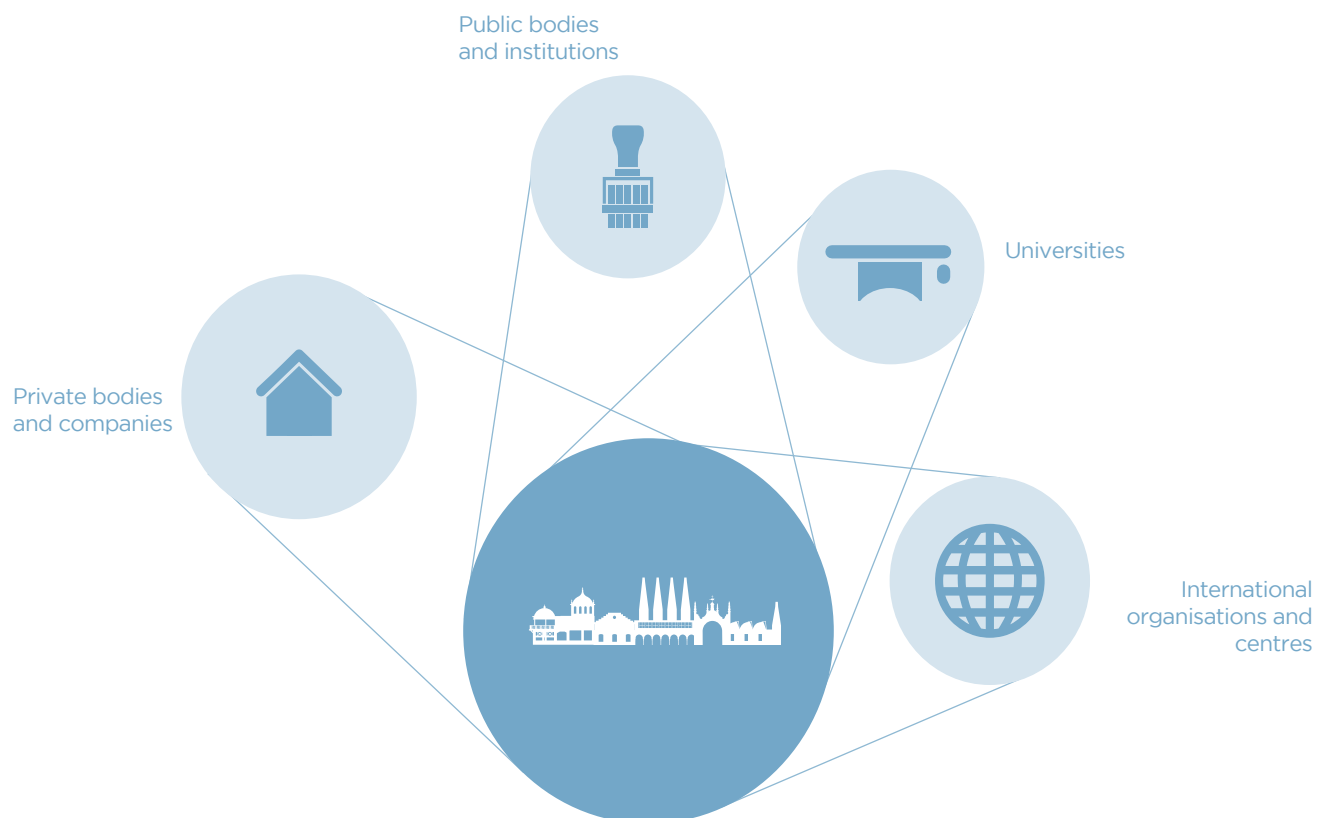 Public bodies
and institutions
Universities
Private bodies
and companies
International
organisations and
centres